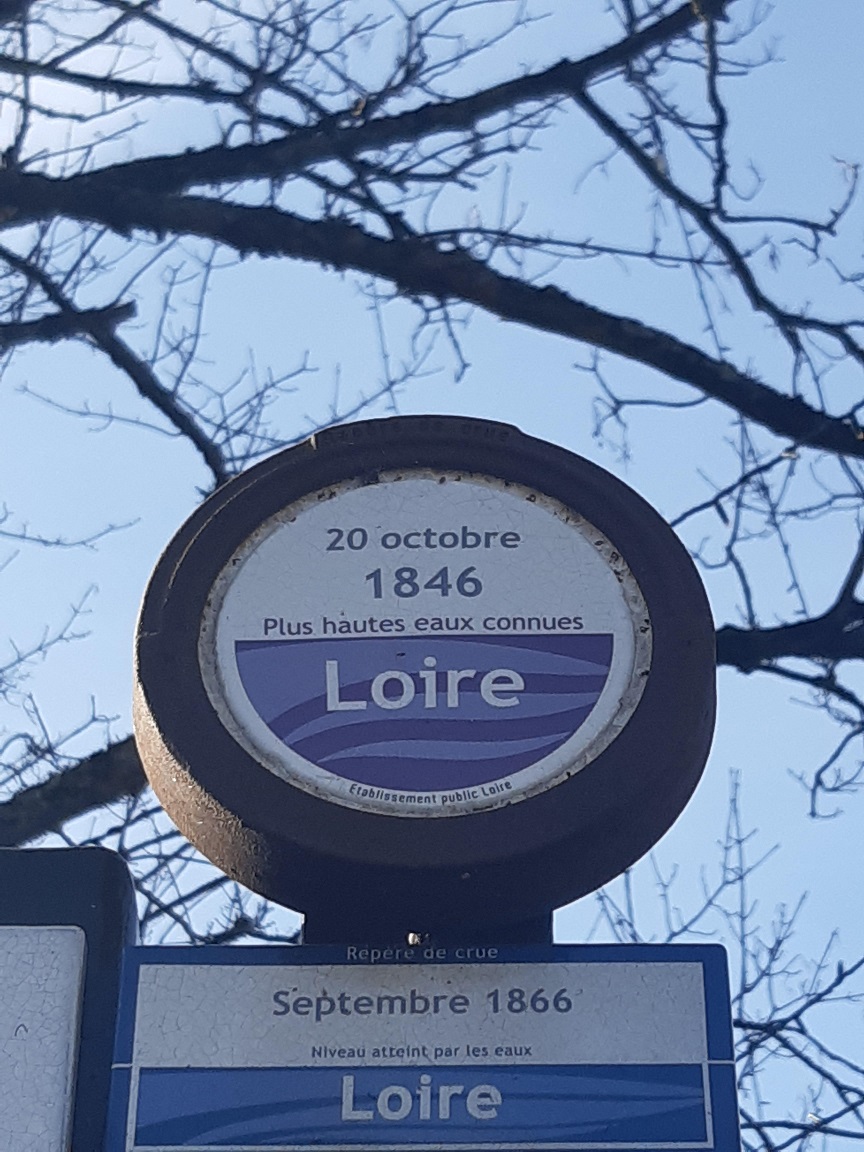 20 octobre
1846
Plus hautes eaux connues
Loire
Etablissement public Loire
Repère de crue
Septembre 1866
Niveau atteint par les eaux
Loire